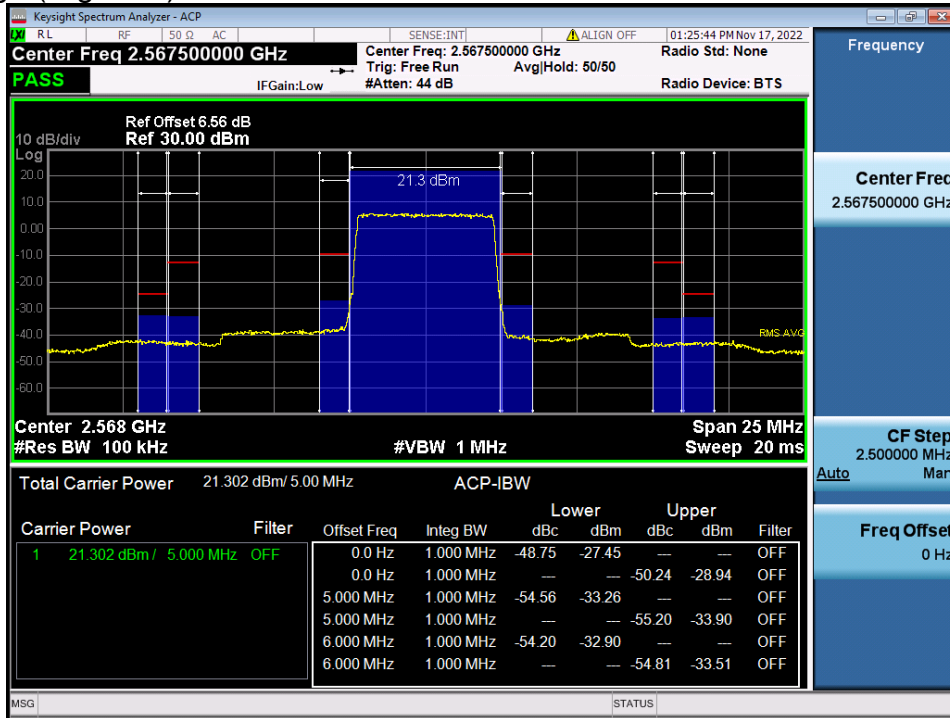 Keysight Spectrum Analyzer - ACP
LXI RL RF 50 Ω AC SENSE:INT ALIGN OFF 01:25:44 PM Nov 17, 2022
Center Freq 2.567500000 GHz
PASS
IFGain:Low
Center Freq: 2.567500000 GHz
Trig: Free Run Avg|Hold: 50/50
#Atten: 44 dB
Radio Std: None
Radio Device: BTS
Ref Offset 6.56 dB
10 dB/div Ref 30.00 dBm
Log
20.0
10.0
0.00
-10.0
-20.0
-30.0
-40.0
-50.0
-60.0
21.3 dBm
RMS AVG
Center 2.568 GHz Span 25 MHz
#Res BW 100 kHz #VBW 1 MHz Sweep 20 ms
Total Carrier Power 21.302 dBm/ 5.00 MHz ACP-IBW
Lower Upper
Carrier Power Filter Offset Freq Integ BW dBc dBm dBc dBm Filter
1 21.302 dBm / 5.000 MHz OFF 0.0 Hz 1.000 MHz -48.75 -27.45 --- --- OFF
0.0 Hz 1.000 MHz --- --- -50.24 -28.94 OFF
5.000 MHz 1.000 MHz -54.56 -33.26 --- --- OFF
5.000 MHz 1.000 MHz --- --- -55.20 -33.90 OFF
6.000 MHz 1.000 MHz -54.20 -32.90 --- --- OFF
6.000 MHz 1.000 MHz --- --- -54.81 -33.51 OFF
MSG STATUS
Frequency
Center Freq
2.567500000 GHz
CF Step
2.500000 MHz
Auto Man
Freq Offset
0 Hz